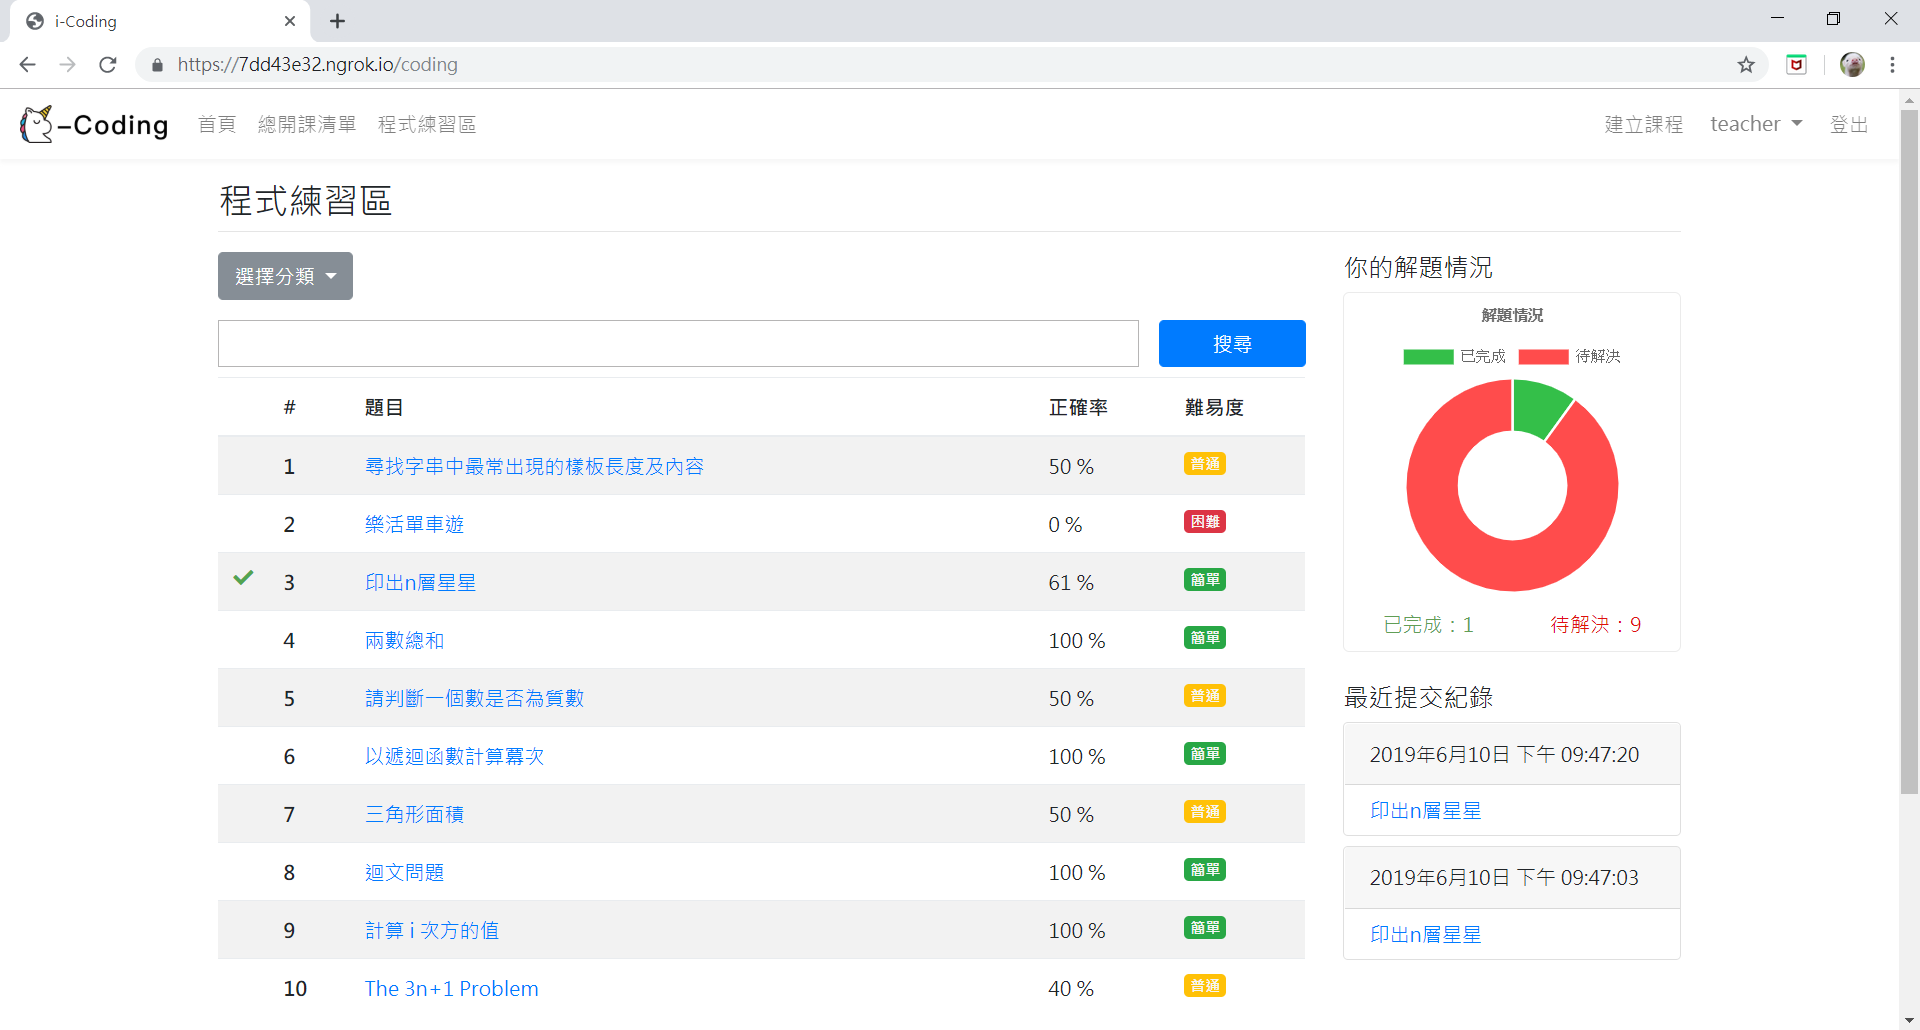 i-Coding
https://7dd43e32.ngrok.io/coding
-Coding 首頁 總開課清單 程式練習區 建立課程 teacher 登出
程式練習區
選擇分類
搜尋
# 題目 正確率 難易度
1 尋找字串中最常出現的樣板長度及內容 50 % 普通
2 樂活單車遊 0 % 困難
3 印出n層星星 61 % 簡單
4 兩數總和 100 % 簡單
5 請判斷一個數是否為質數 50 % 普通
6 以遞迴函數計算冪次 100 % 簡單
7 三角形面積 50 % 普通
8 迴文問題 100 % 簡單
9 計算 i 次方的值 100 % 簡單
10 The 3n+1 Problem 40 % 普通
你的解題情況
解題情況
已完成 待解決
已完成：1 待解決：9
最近提交紀錄
2019年6月10日 下午 09:47:20
印出n層星星
2019年6月10日 下午 09:47:03
印出n層星星